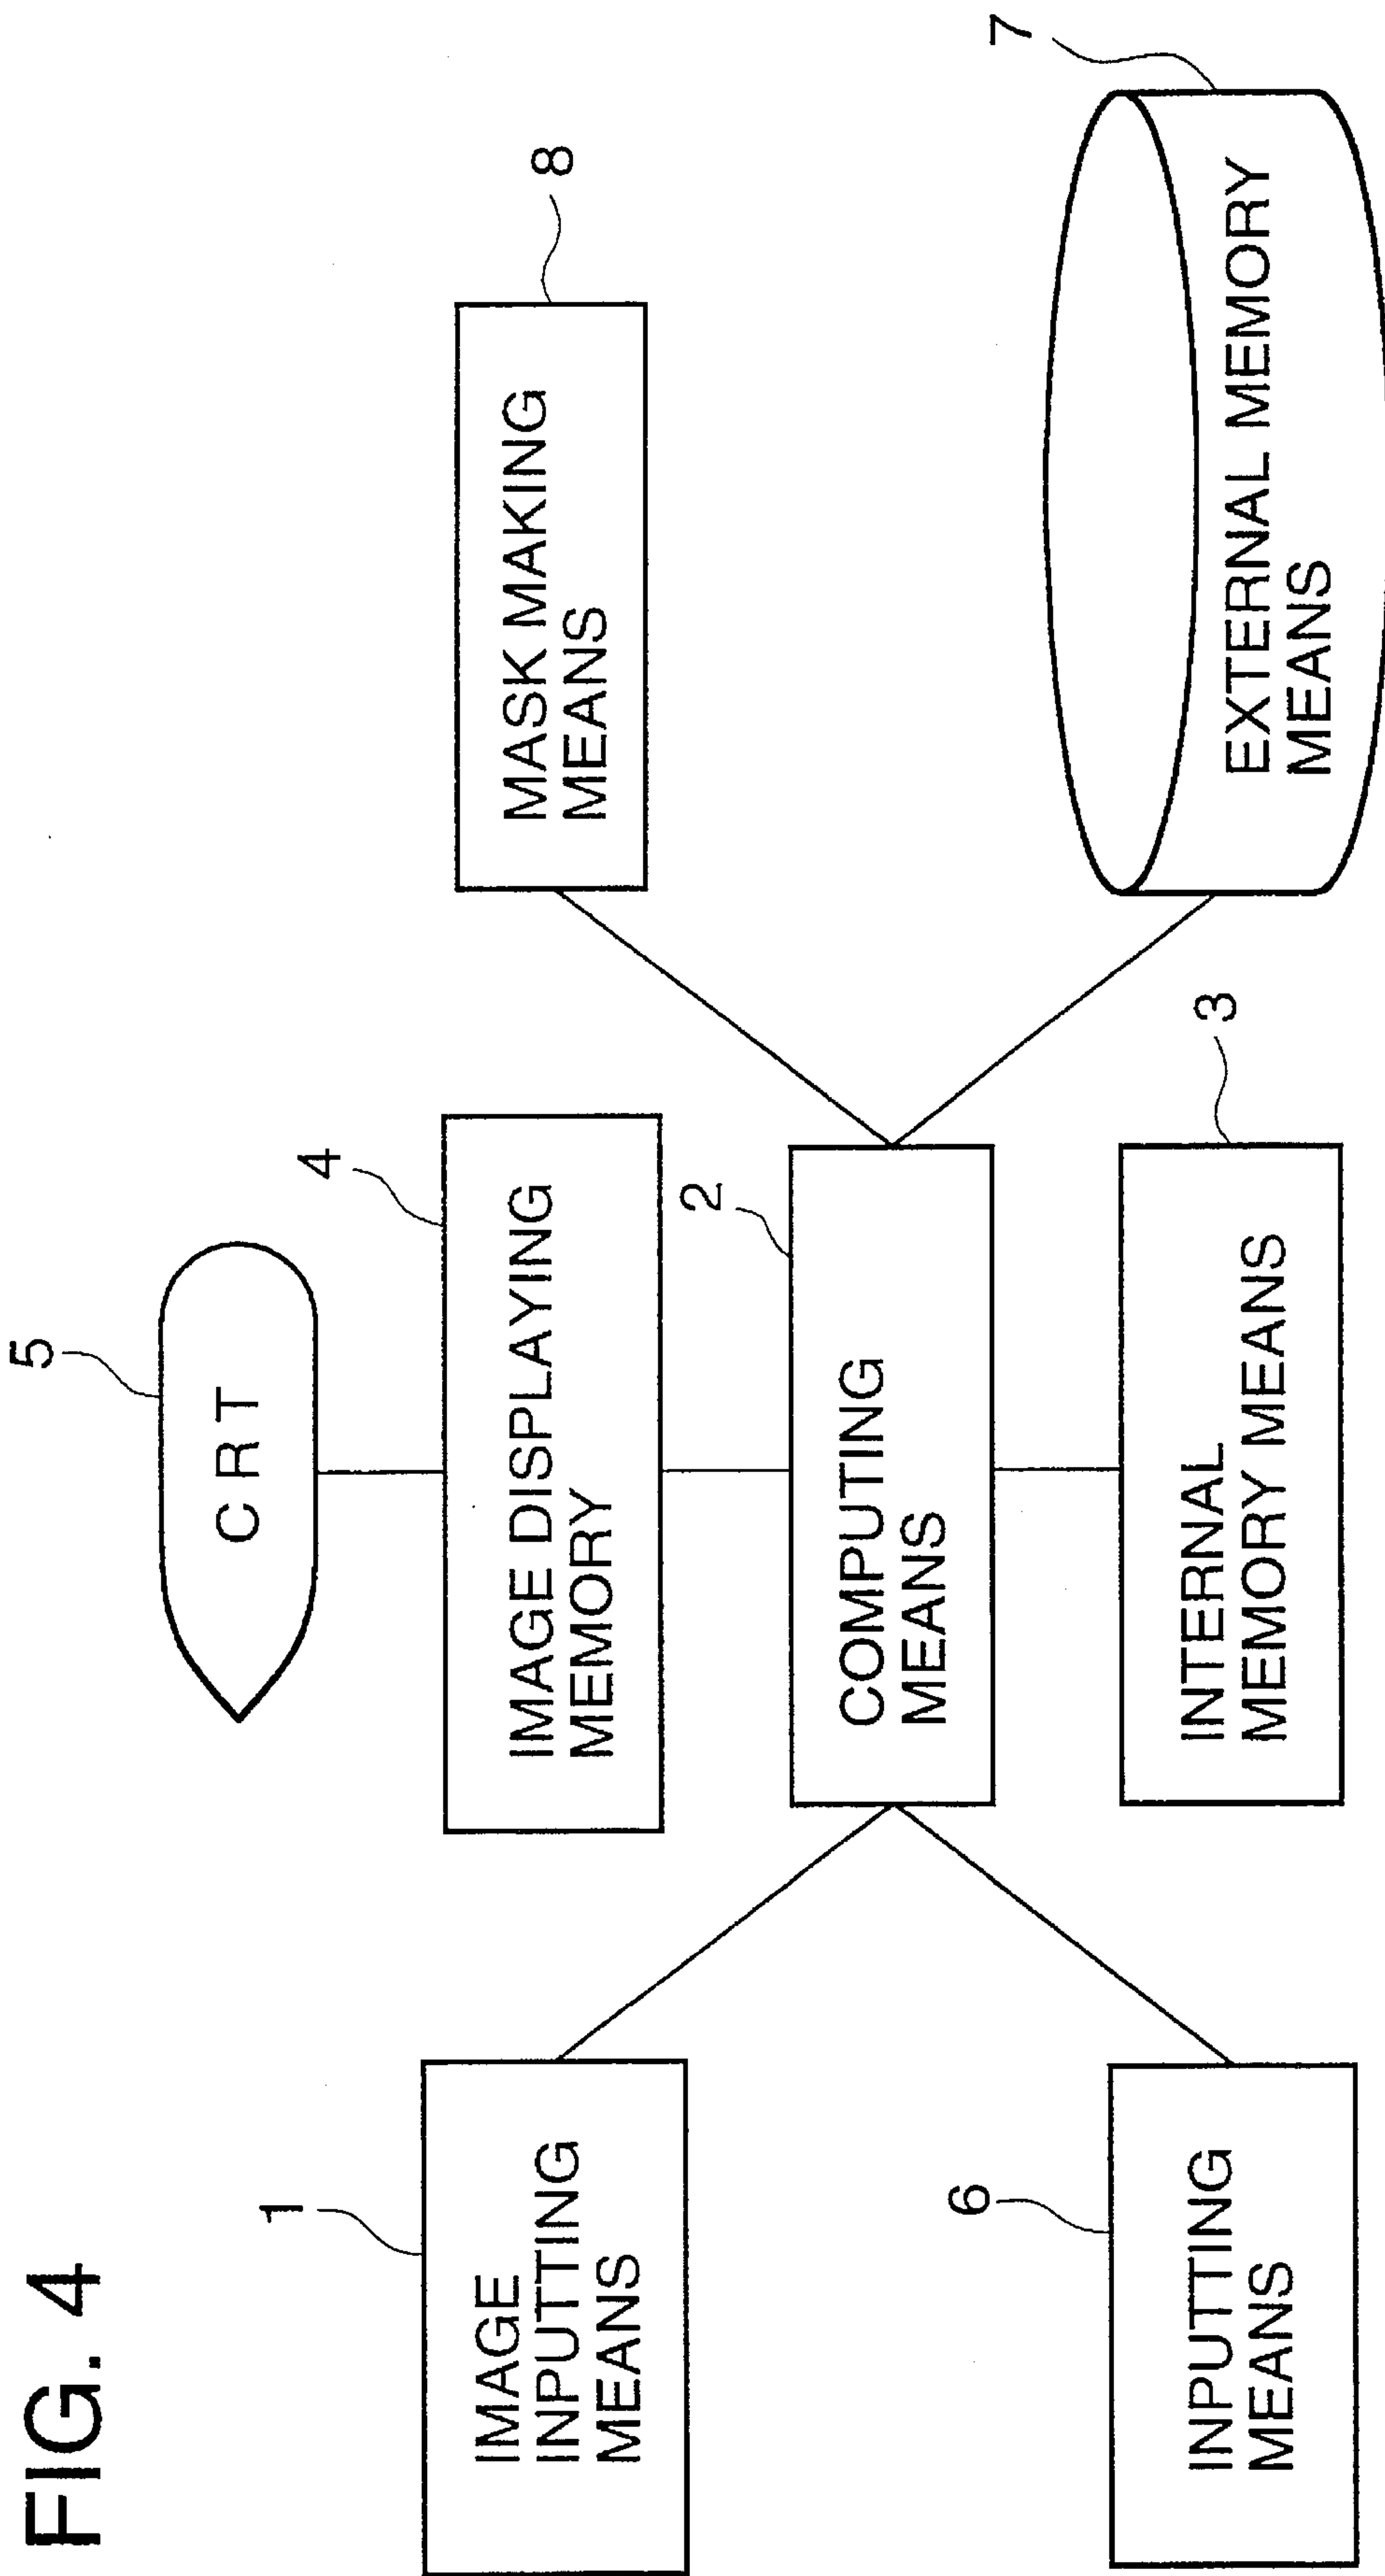 FIG. 4
5
CRT
1
IMAGE
INPUTTING
MEANS
4
IMAGE DISPLAYING
MEMORY
8
MASK MAKING
MEANS
2
COMPUTING
MEANS
6
INPUTTING
MEANS
3
INTERNAL
MEMORY MEANS
7
EXTERNAL MEMORY
MEANS